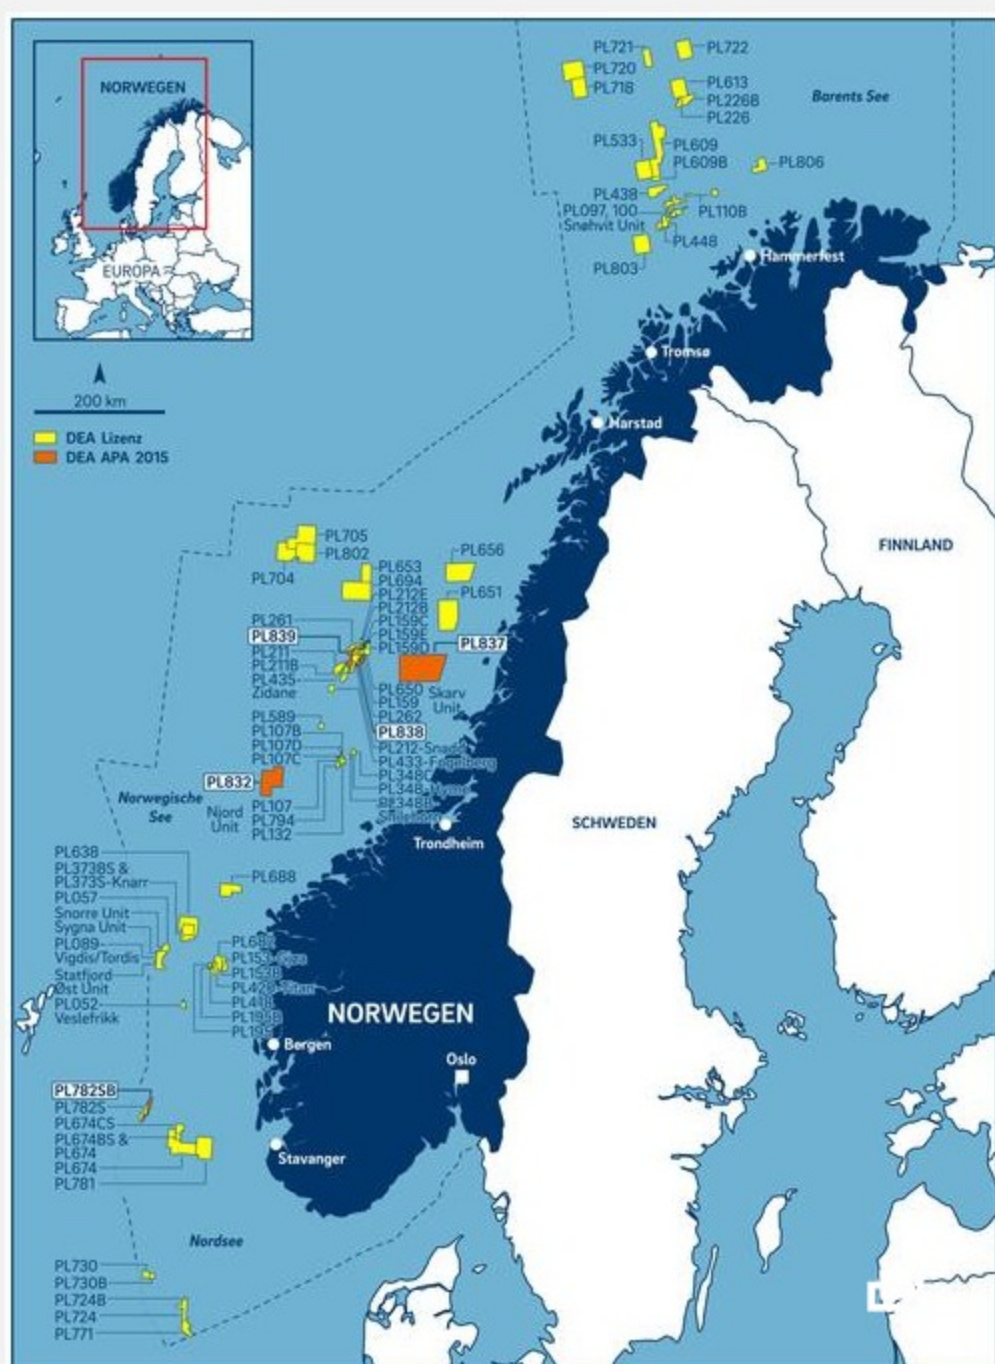 NORWEGEN
EUROPA
200 km
DEA Lizenz
DEA APA 2015
PL721
PL722
PL720
PL718
PL613
PL226B
PL226
Barents See
PL533
PL609
PL609B
PL806
PL438
PL097, 100
Snøhvit Unit
PL110B
PL448
PL803
Hammerfest
Tromsø
Harstad
FINNLAND
PL705
PL802
PL704
PL656
PL653
PL694
PL212E
PL212B
PL159C
PL159E
PL159D
PL651
PL837
PL261
PL839
PL211
PL211B
PL435
Zidane
PL650
PL159
PL262
PL838
Skarv
Unit
PL589
PL107B
PL107D
PL107C
PL212-Snadd
PL433-Fogelberg
PL348C
PL348-Hyme
PL832
Norwegische
See
Njord
Unit
PL107
PL794
PL132
Trondheim
SCHWEDEN
PL638
PL373BS &
PL373S-Knarr
PL057
Snorre Unit
Sygna Unit
PL089
Vigdis/Tordis
Statfjord
Øst Unit
PL052
Veslefrikk
PL688
PL153B
PL195B
PL195
NORWEGEN
Bergen
Oslo
PL782SB
PL782S
PL674CS
PL674BS &
PL674
PL674
PL781
Stavanger
Nordsee
PL730
PL730B
PL724B
PL724
PL771